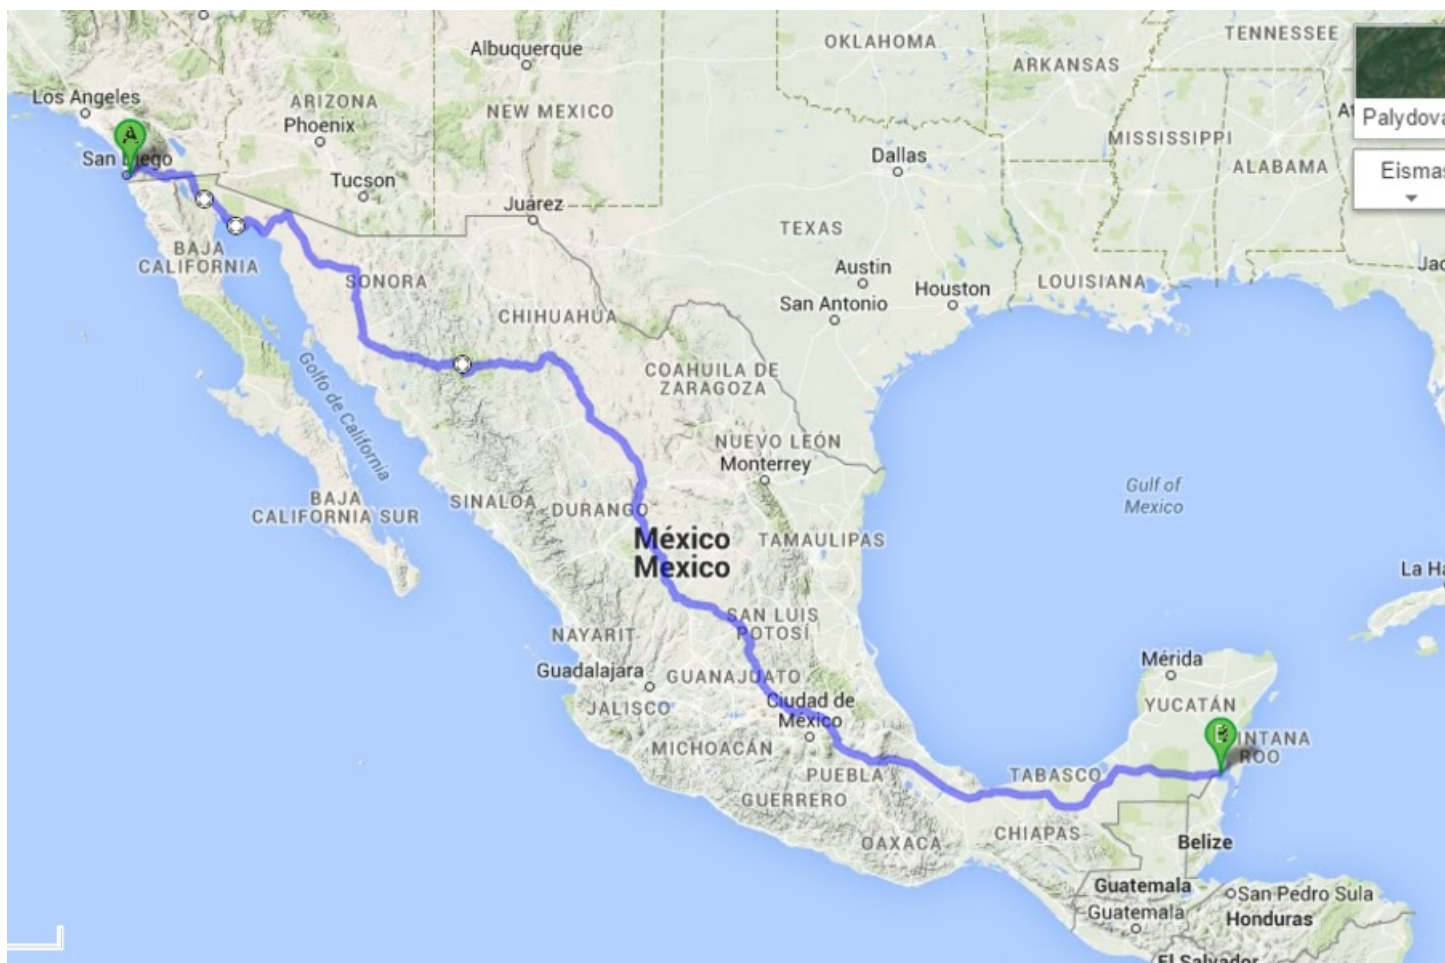 TENNESSEE
OKLAHOMA
Albuquerque
ARKANSAS
Los Angeles
ARIZONA
NEW MEXICO
Phoenix
Palydova
MISSISSIPPI
Dallas
San Diego
ALABAMA
Eismas
Tucson
Juárez
TEXAS
BAJA
CALIFORNIA
Austin
Jac
SONORA
Houston
LOUISIANA
San Antonio
CHIHUAHUA
COAHUILA DE
ZARAGOZA
Golfo de California
NUEVO LEÓN
Monterrey
Gulf of
Mexico
BAJA
CALIFORNIA SUR
SINALOA
DURANGO
México
Mexico
TAMAULIPAS
La Ha
SAN LUIS
POTOSÍ
NAYARIT
Guadalajara
GUANAJUATO
Mérida
Ciudad de
México
JALISCO
YUCATÁN
MICHOACÁN
INTANA
ROO
PUEBLA
TABASCO
GUERRERO
OAXACA
CHIAPAS
Belize
Guatemala
Guatemala
San Pedro Sula
Honduras
El Salvador